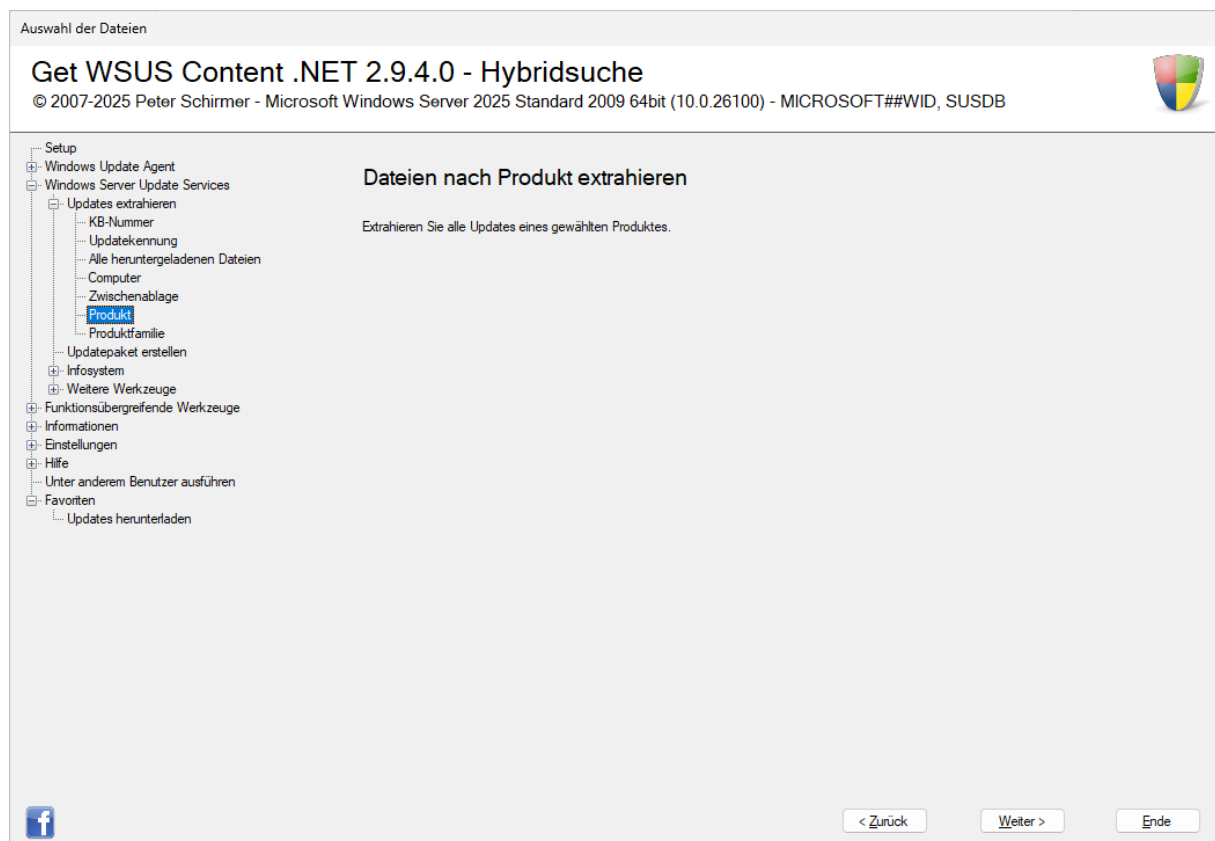 Auswahl der Dateien
Get WSUS Content .NET 2.9.4.0 - Hybridsuche
© 2007-2025 Peter Schirmer - Microsoft Windows Server 2025 Standard 2009 64bit (10.0.26100) - MICROSOFT##WID, SUSDB
Setup
Windows Update Agent
Windows Server Update Services
Updates extrahieren
KB-Nummer
Updatekennung
Alle heruntergeladenen Dateien
Computer
Zwischenablage
Produkt
Produktfamilie
Updatepaket erstellen
Infosystem
Weitere Werkzeuge
Funktionsübergreifende Werkzeuge
Informationen
Einstellungen
Hilfe
Unter anderem Benutzer ausführen
Favoriten
Updates herunterladen
Dateien nach Produkt extrahieren
Extrahieren Sie alle Updates eines gewählten Produktes.
f
< Zurück
Weiter >
Ende